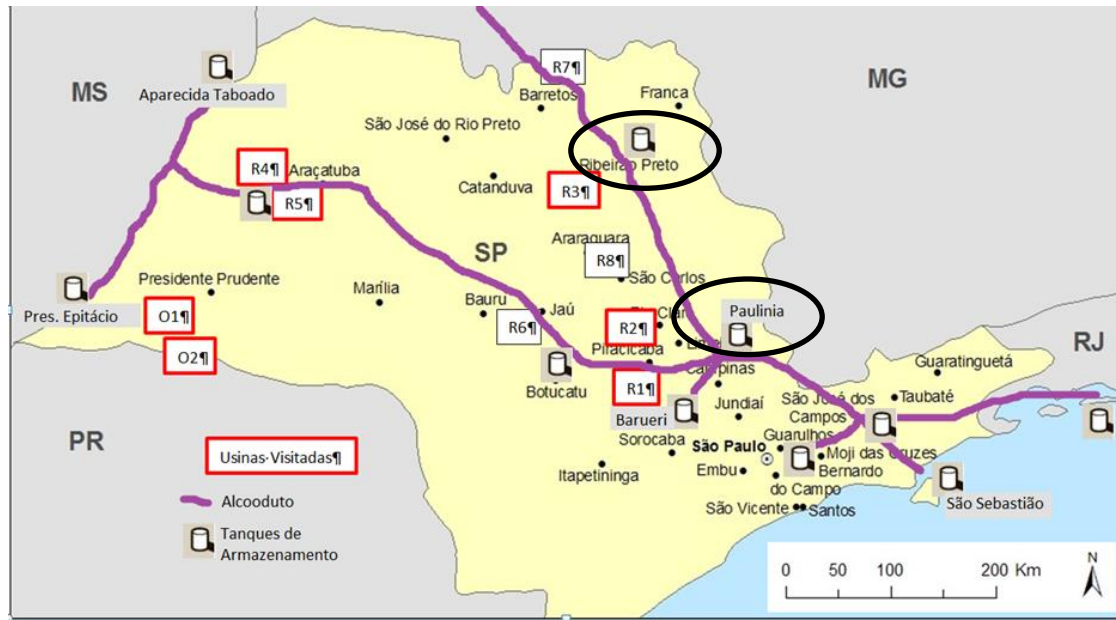 MS
MG
Aparecida Taboado
R7¶
Barretos
Franca
São José do Rio Preto
Ribeirão Preto
R4¶
Araçatuba
Catanduva
R3¶
R5¶
Araraquara
SP
R8¶
São Carlos
Presidente Prudente
Marília
Bauru
Jaú
Paulinia
Pres. Epitácio
O1¶
R6¶
R2¶
RJ
O2¶
Piracicaba
Guaratinguetá
Campinas
Botucatu
R1¶
Jundiaí
São José dos
Campos
Taubaté
Barueri
PR
Sorocaba
São Paulo
Guarulhos
Usinas·Visitadas¶
Moji das Cruzes
Itapetininga
Embu
Bernardo
do Campo
Alcooduto
São Vicente
Santos
São Sebastião
Tanques de
Armazenamento
0 50 100 200 Km
N